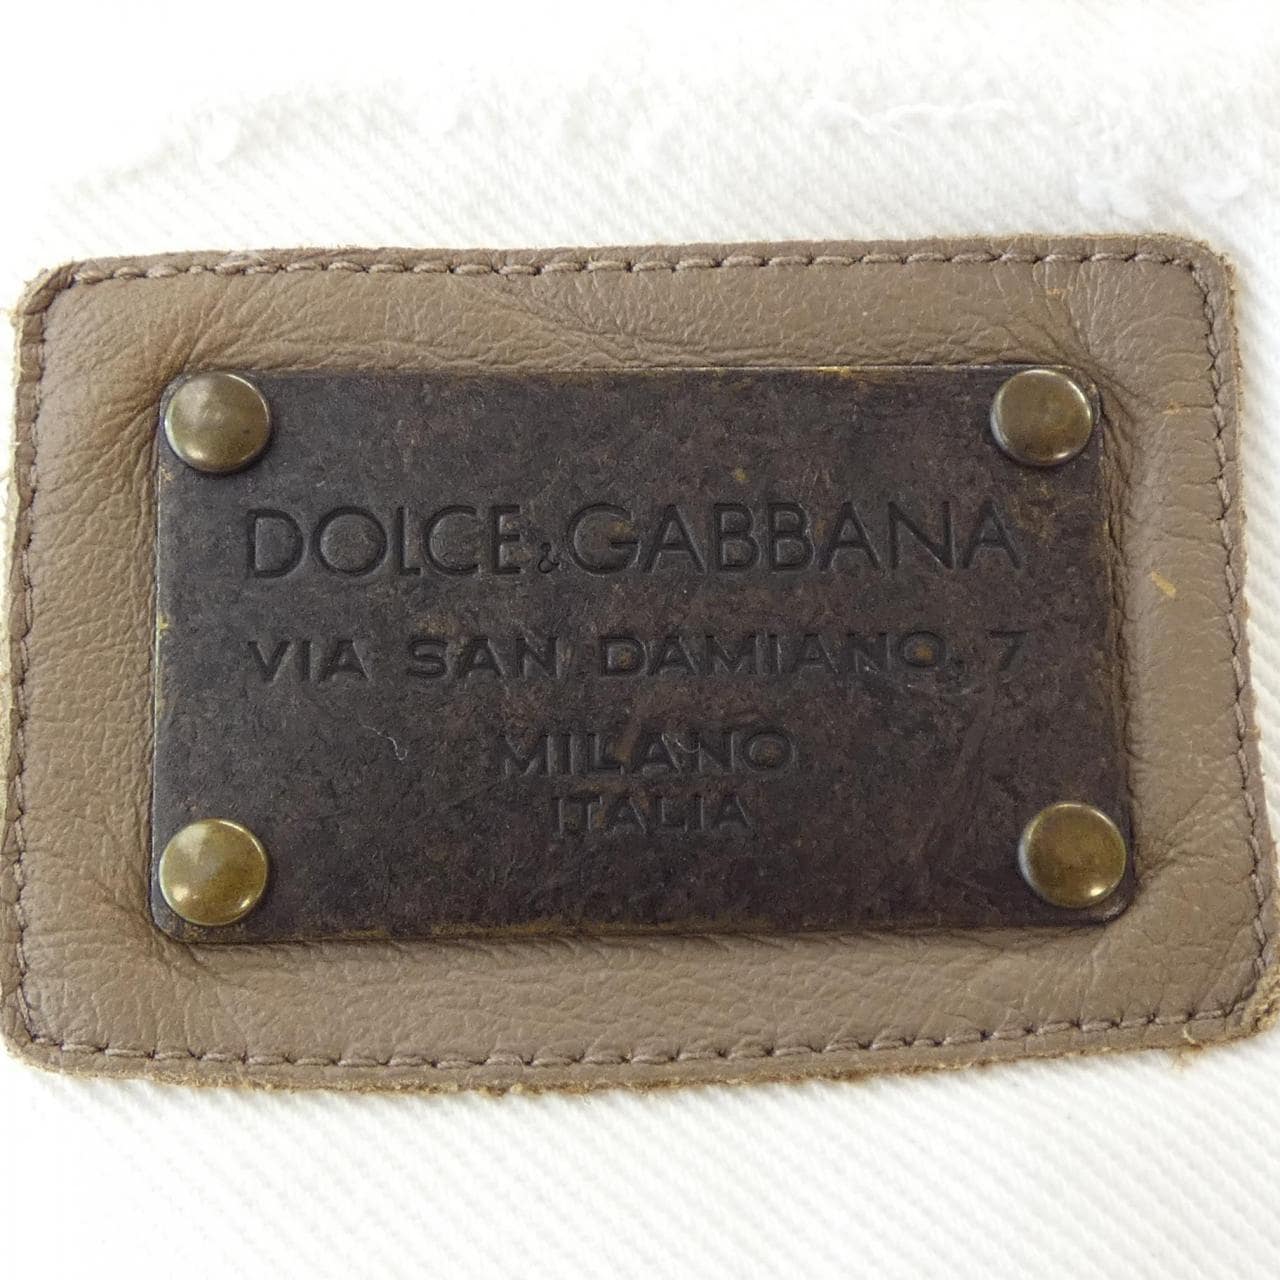 DOLCE & GABBANA
VIA SAN DAMIANO, 7
MILANO
ITALIA